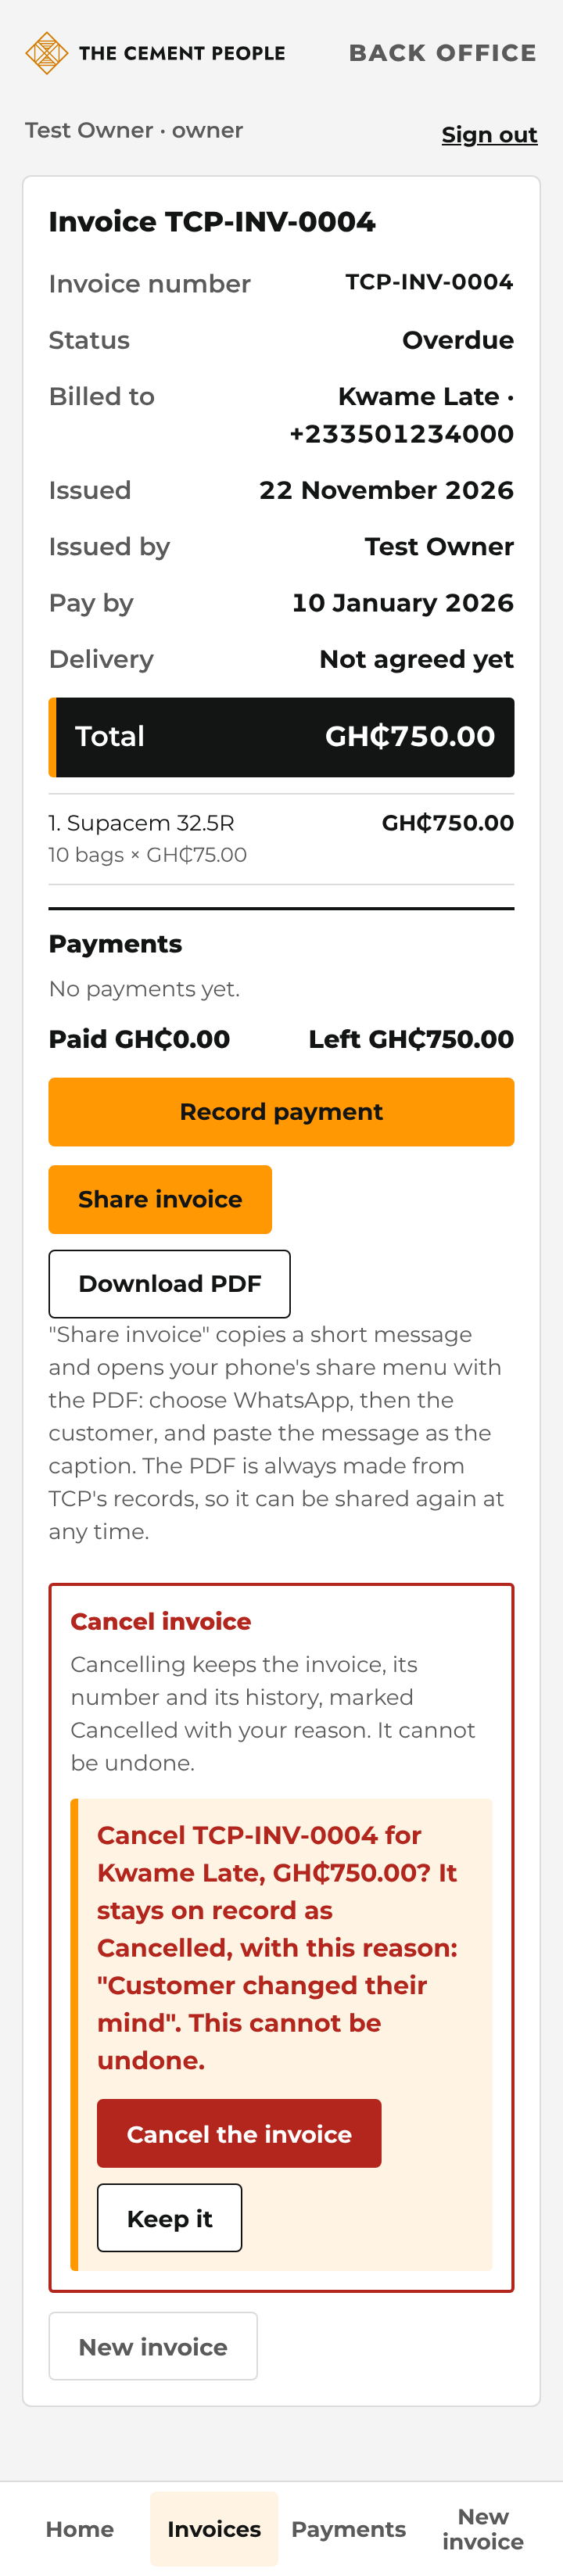 THE CEMENT PEOPLE
BACK OFFICE
Test Owner · owner
Sign out
Invoice TCP-INV-0004
Invoice number TCP-INV-0004
Status Overdue
Billed to Kwame Late ·
+233501234000
Issued 22 November 2026
Issued by Test Owner
Pay by 10 January 2026
Delivery Not agreed yet
Total GH₵750.00
1. Supacem 32.5R GH₵750.00
10 bags × GH₵75.00
Payments
No payments yet.
Paid GH₵0.00 Left GH₵750.00
Record payment
Share invoice
Download PDF
"Share invoice" copies a short message
and opens your phone's share menu with
the PDF: choose WhatsApp, then the
customer, and paste the message as the
caption. The PDF is always made from
TCP's records, so it can be shared again at
any time.
Cancel invoice
Cancelling keeps the invoice, its
number and its history, marked
Cancelled with your reason. It cannot
be undone.
Cancel TCP-INV-0004 for
Kwame Late, GH₵750.00? It
stays on record as
Cancelled, with this reason:
"Customer changed their
mind". This cannot be
undone.
Cancel the invoice
Keep it
New invoice
Home Invoices Payments New
invoice